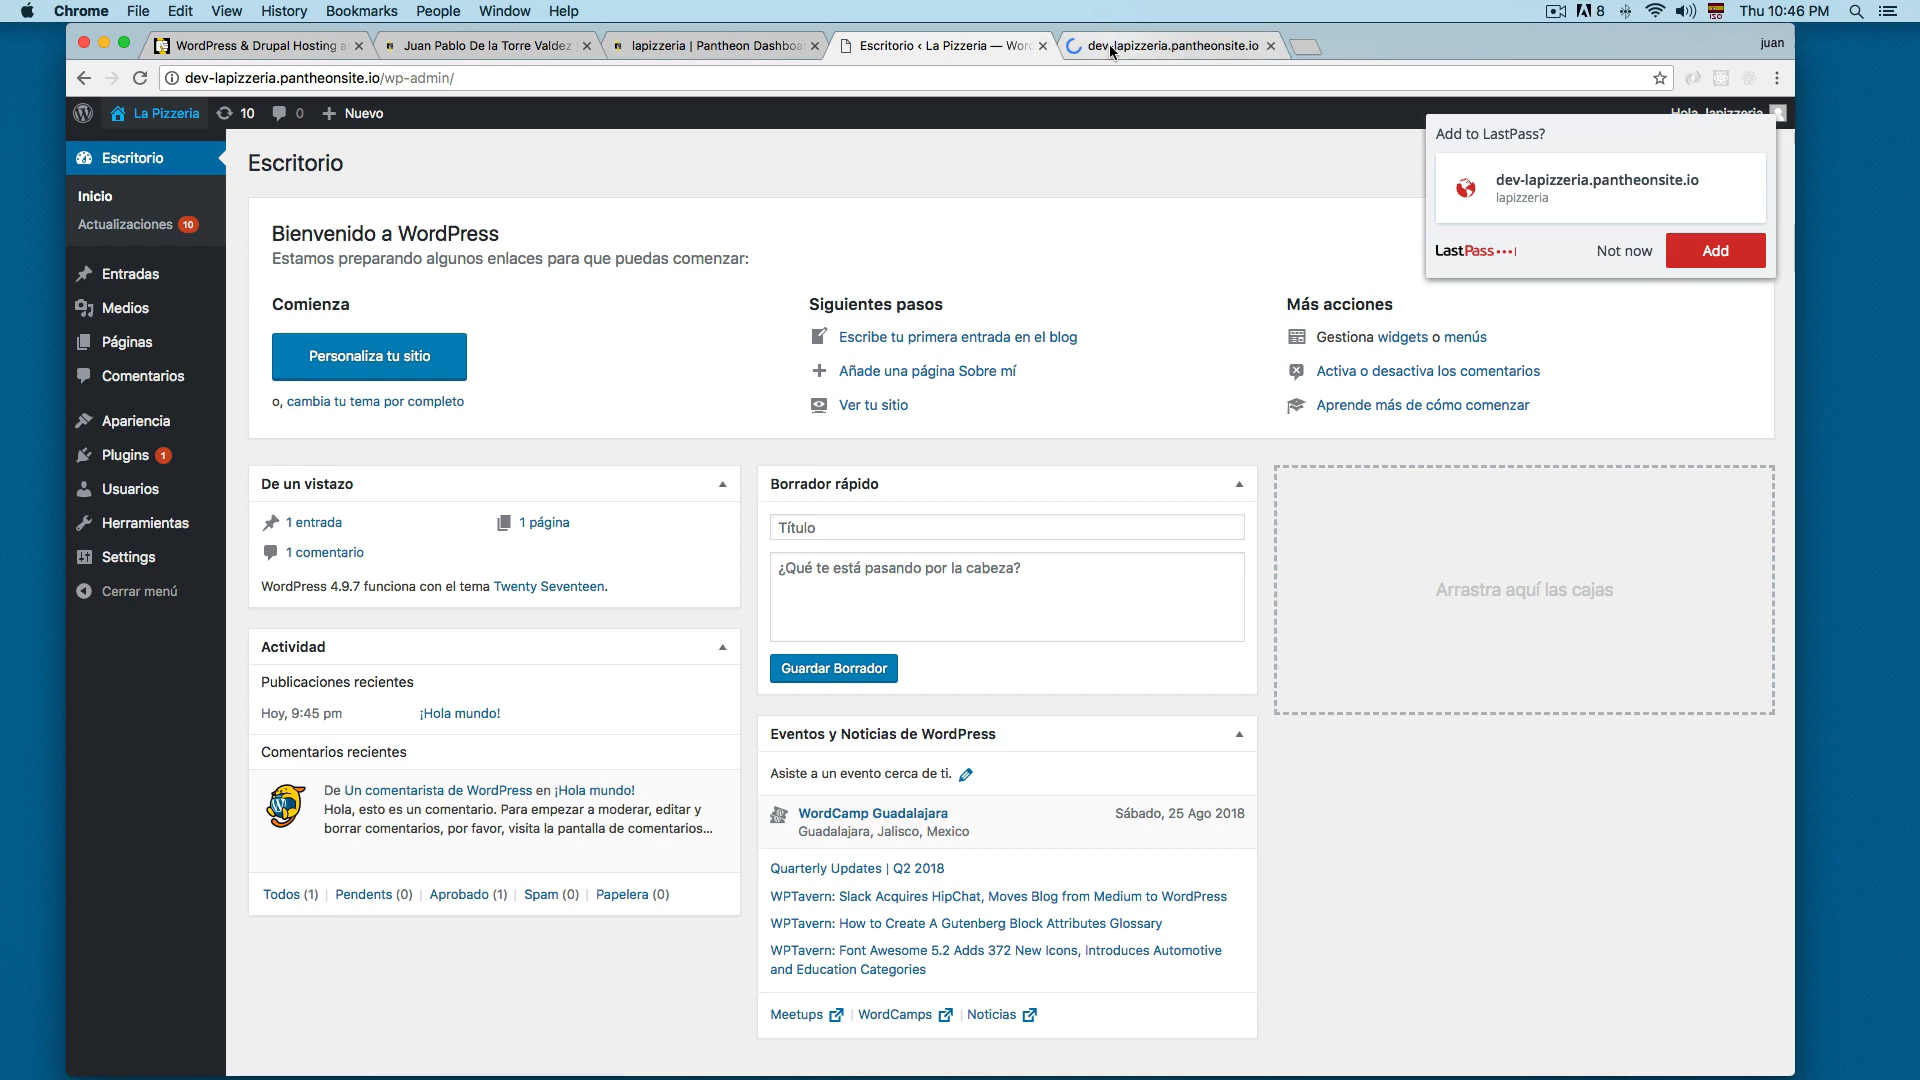 Chrome File Edit View History Bookmarks People Window Help
8 ISO Thu 10:46 PM
WordPress & Drupal Hosting a
Juan Pablo De la Torre Valdez
lapizzeria | Pantheon Dashboa
Escritorio ‹ La Pizzeria — Wor
dev-lapizzeria.pantheonsite.io
juan
dev-lapizzeria.pantheonsite.io/wp-admin/
La Pizzeria 10 0 Nuevo
Hola, lapizzeria
Escritorio
Inicio
Actualizaciones 10
Entradas
Medios
Páginas
Comentarios
Apariencia
Plugins 1
Usuarios
Herramientas
Settings
Cerrar menú
Add to LastPass?
dev-lapizzeria.pantheonsite.io
lapizzeria
LastPass
Not now
Add
Escritorio
Bienvenido a WordPress
Estamos preparando algunos enlaces para que puedas comenzar:
Comienza
Personaliza tu sitio
o, cambia tu tema por completo
Siguientes pasos
Escribe tu primera entrada en el blog
Añade una página Sobre mí
Ver tu sitio
Más acciones
Gestiona widgets o menús
Activa o desactiva los comentarios
Aprende más de cómo comenzar
De un vistazo
1 entrada
1 página
1 comentario
WordPress 4.9.7 funciona con el tema Twenty Seventeen.
Actividad
Publicaciones recientes
Hoy, 9:45 pm
¡Hola mundo!
Comentarios recientes
De Un comentarista de WordPress en ¡Hola mundo!
Hola, esto es un comentario. Para empezar a moderar, editar y
borrar comentarios, por favor, visita la pantalla de comentarios...
Todos (1) | Pendents (0) | Aprobado (1) | Spam (0) | Papelera (0)
Borrador rápido
Título
¿Qué te está pasando por la cabeza?
Guardar Borrador
Eventos y Noticias de WordPress
Asiste a un evento cerca de ti.
WordCamp Guadalajara
Sábado, 25 Ago 2018
Guadalajara, Jalisco, Mexico
Quarterly Updates | Q2 2018
WPTavern: Slack Acquires HipChat, Moves Blog from Medium to WordPress
WPTavern: How to Create A Gutenberg Block Attributes Glossary
WPTavern: Font Awesome 5.2 Adds 372 New Icons, Introduces Automotive
and Education Categories
Meetups | WordCamps | Noticias
Arrastra aquí las cajas